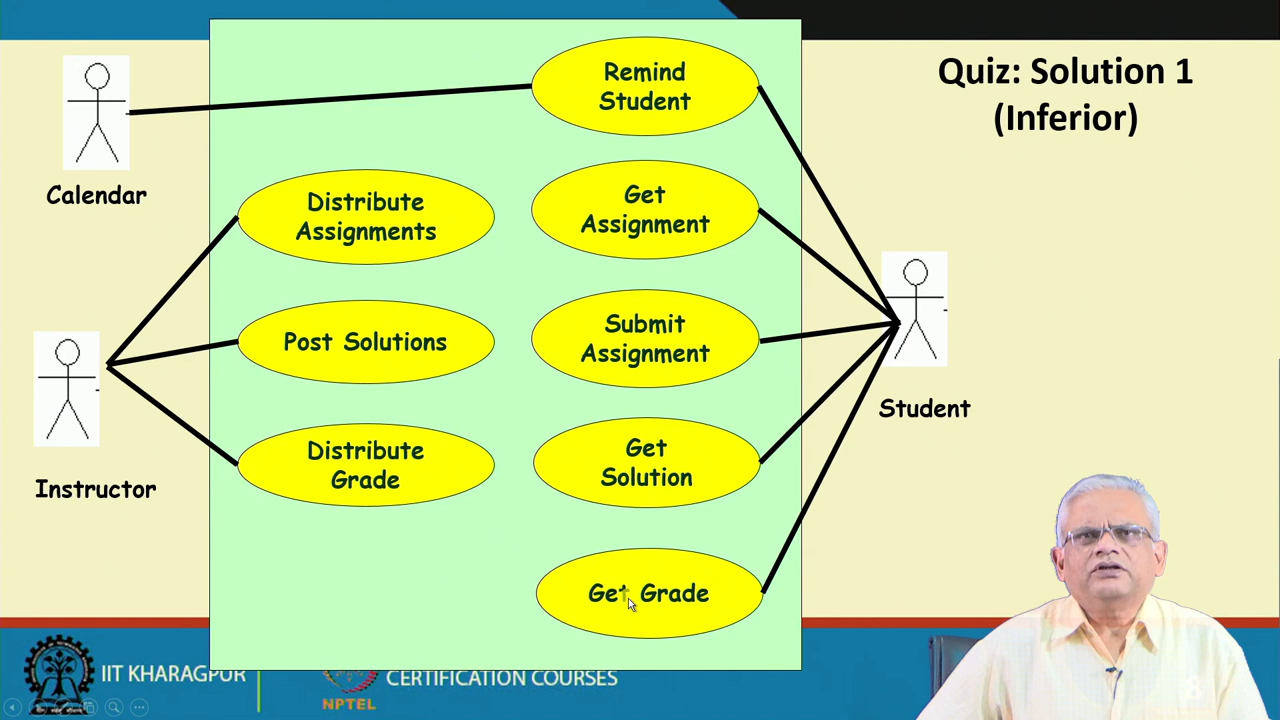 Quiz: Solution 1
(Inferior)
Remind
Student
Calendar
Distribute
Assignments
Get
Assignment
Post Solutions
Submit
Assignment
Student
Distribute
Grade
Get
Solution
Instructor
Get Grade
IIT KHARAGPUR
NPTEL
CERTIFICATION COURSES
8